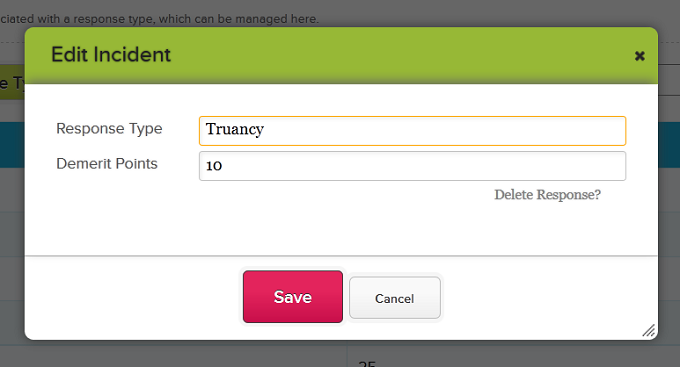 ciated with a response type, which can be managed here.
Edit Incident
Response Type
Truancy
Demerit Points
10
Delete Response?
Save
Cancel